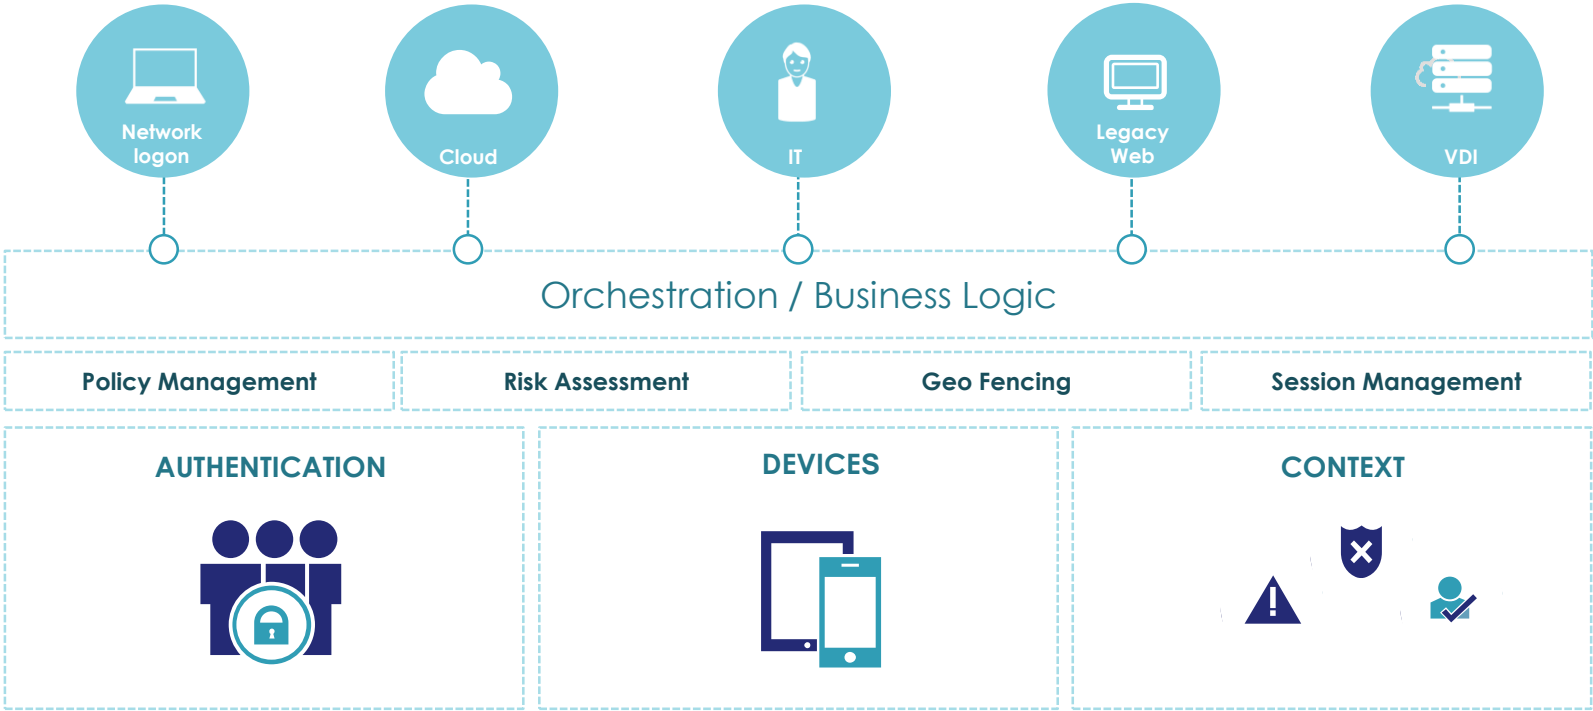 Network
logon
Cloud
IT
Legacy
Web
VDI
Orchestration / Business Logic
Policy Management
Risk Assessment
Geo Fencing
Session Management
AUTHENTICATION
DEVICES
CONTEXT